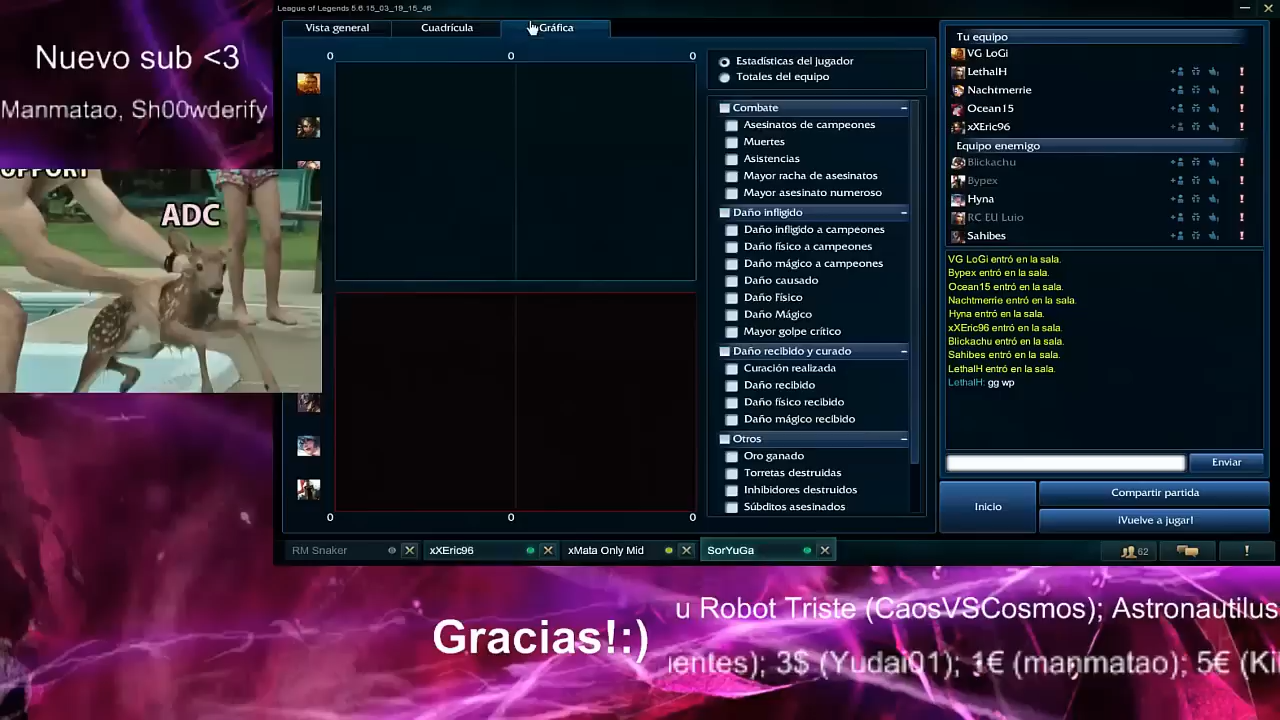 League of Legends 5.6.15_03_19_15_46
Nuevo sub <3
Manmatao, Sh00wderify
SUPPORT
ADC
Vista general
Cuadrícula
Gráfica
0 0 0
0 0 0
Estadísticas del jugador
Totales del equipo
Combate
Asesinatos de campeones
Muertes
Asistencias
Mayor racha de asesinatos
Mayor asesinato numeroso
Daño infligido
Daño infligido a campeones
Daño físico a campeones
Daño mágico a campeones
Daño causado
Daño Físico
Daño Mágico
Mayor golpe crítico
Daño recibido y curado
Curación realizada
Daño recibido
Daño físico recibido
Daño mágico recibido
Otros
Oro ganado
Torretas destruidas
Inhibidores destruidos
Súbditos asesinados
Tu equipo
VG LoGi
LethalH
Nachtmerrie
Ocean15
xXEric96
Equipo enemigo
Blickachu
Bypex
Hyna
RC EU Luio
Sahibes
VG LoGi entró en la sala.
Bypex entró en la sala.
Ocean15 entró en la sala.
Nachtmerrie entró en la sala.
Hyna entró en la sala.
xXEric96 entró en la sala.
Blickachu entró en la sala.
Sahibes entró en la sala.
LethalH entró en la sala.
LethalH: gg wp
Enviar
Inicio
Compartir partida
¡Vuelve a jugar!
RM Snaker
xXEric96
xMata Only Mid
SorYuGa
62
Gracias!:)
u Robot Triste (CaosVSCosmos); Astronautilus
ientes); 3$ (Yudai01); 1€ (manmatao); 5€ (Ki